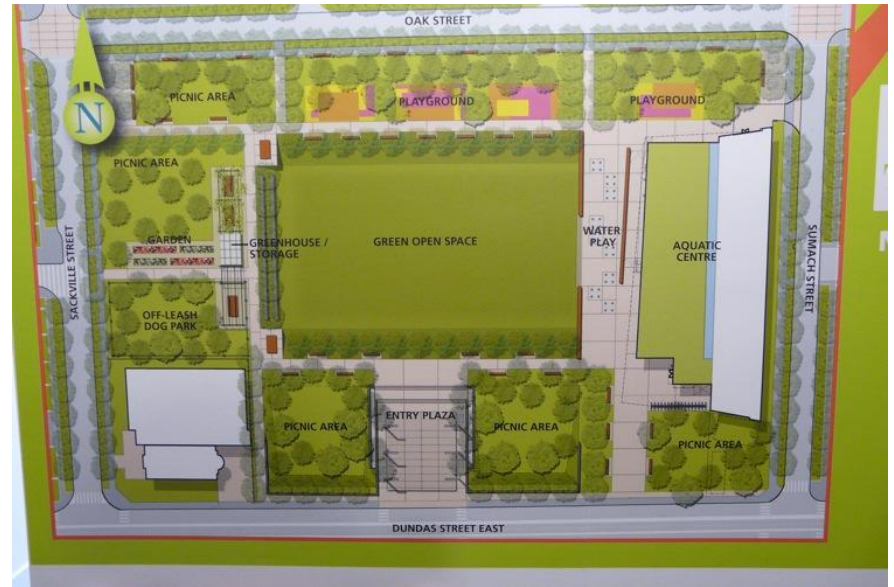 OAK STREET
N
PICNIC AREA
PLAYGROUND
PLAYGROUND
PICNIC AREA
GARDEN
GREENHOUSE /
STORAGE
GREEN OPEN SPACE
WATER
PLAY
AQUATIC
CENTRE
SACKVILLE STREET
SUMACH STREET
OFF-LEASH
DOG PARK
PICNIC AREA
ENTRY PLAZA
PICNIC AREA
PICNIC AREA
DUNDAS STREET EAST